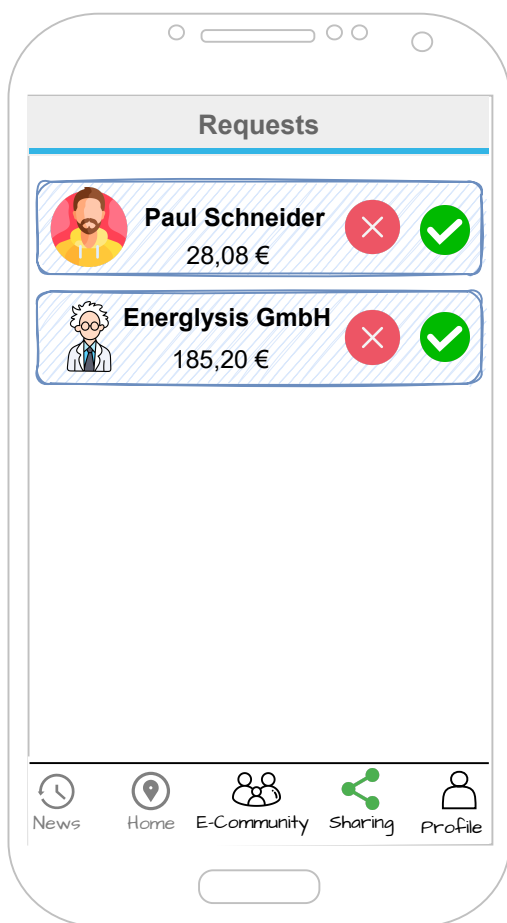 Requests
Paul Schneider
28,08 €
Energlysis GmbH
185,20 €
News
Home
E-Community
Sharing
Profile